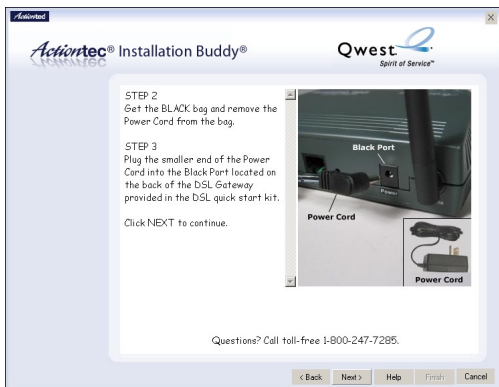 Actiontec
Actiontec® Installation Buddy®
Qwest
Spirit of Service™
STEP 2
Get the BLACK bag and remove the
Power Cord from the bag.
STEP 3
Plug the smaller end of the Power
Cord into the Black Port located on
the back of the DSL Gateway
provided in the DSL quick start kit.
Click NEXT to continue.
Black Port
Power
Power Cord
Power Cord
Questions? Call toll-free 1-800-247-7285.
< Back
Next >
Help
Finish
Cancel